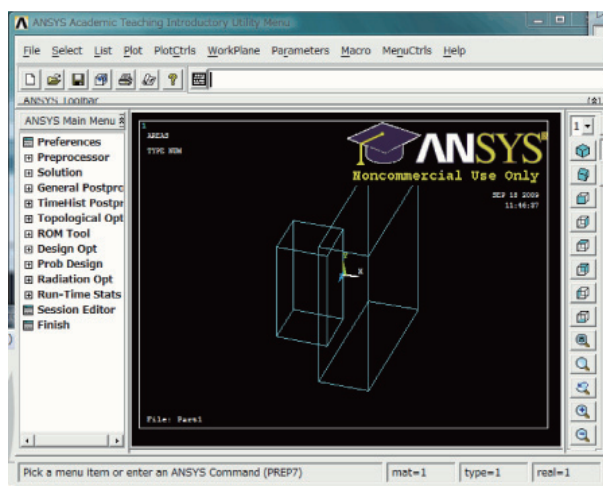 ANSYS Academic Teaching Introductory Utility Menu
File Select List Plot PlotCtrls WorkPlane Parameters Macro MenuCtrls Help
ANSYS Toolbar
ANSYS Main Menu
Preferences
Preprocessor
Solution
General Postproc
TimeHist Postpr
Topological Opt
ROM Tool
Design Opt
Prob Design
Radiation Opt
Run-Time Stats
Session Editor
Finish
1
AREAS
TYPE NUM
ANSYS
Noncommercial Use Only
SEP 18 2009
11:46:37
X
File: Part1
1
Pick a menu item or enter an ANSYS Command (PREP7)
mat=1
type=1
real=1